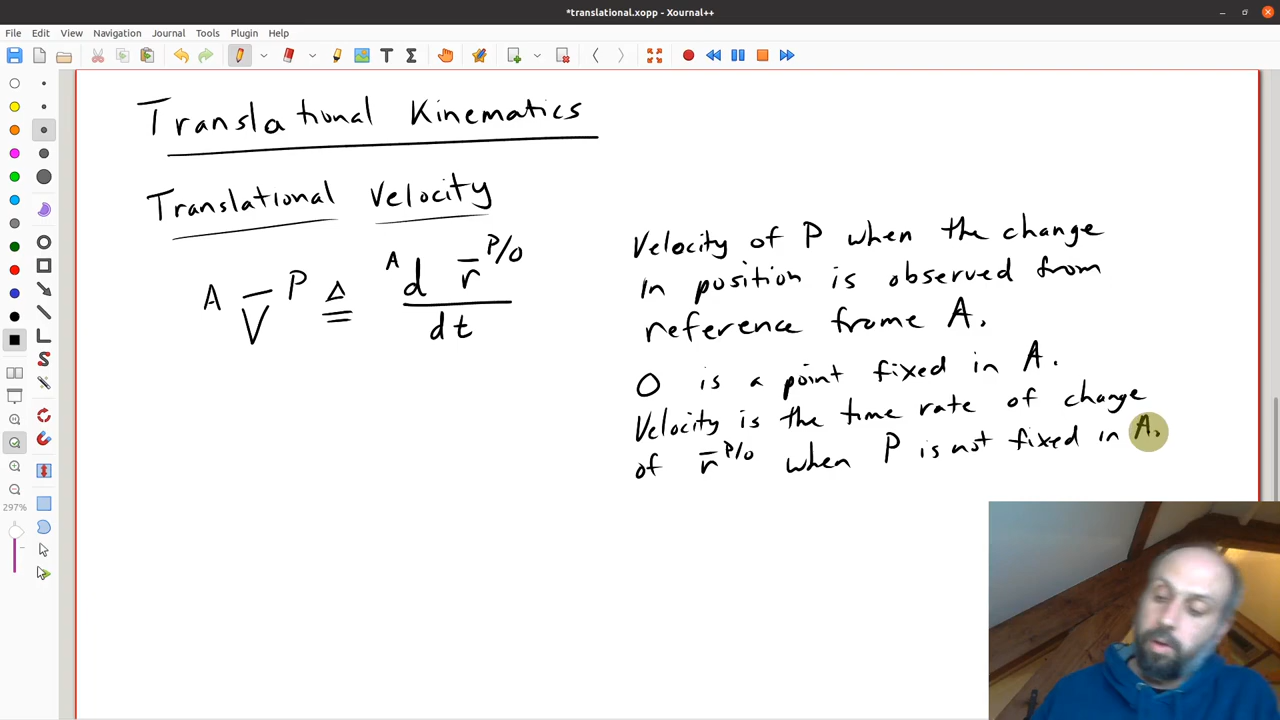 *translational.xopp - Xournal++
File Edit View Navigation Journal Tools Plugin Help
297%
Translational Kinematics
Translational Velocity
A V̄ P ≜ A d r̄ P/O
dt
Velocity of P when the change
in position is observed from
reference frame A.
O is a point fixed in A.
Velocity is the time rate of change
of r̄ P/O when P is not fixed in A.